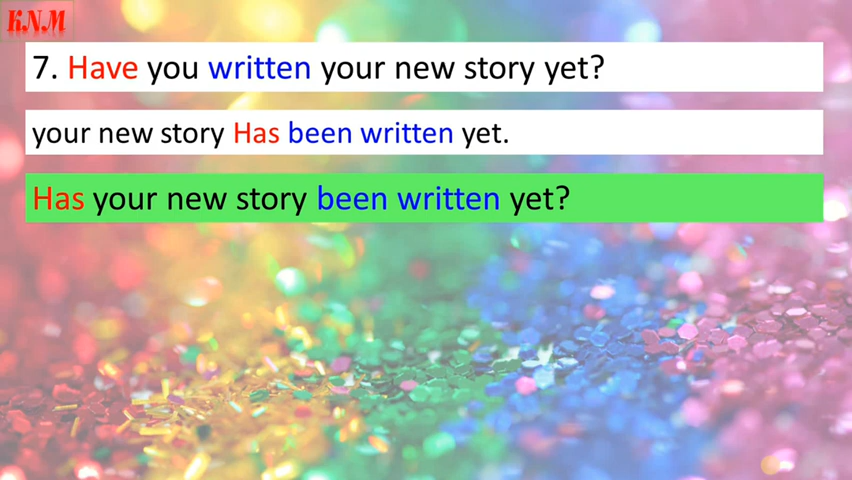 KNM
7. Have you written your new story yet?
your new story Has been written yet.
Has your new story been written yet?